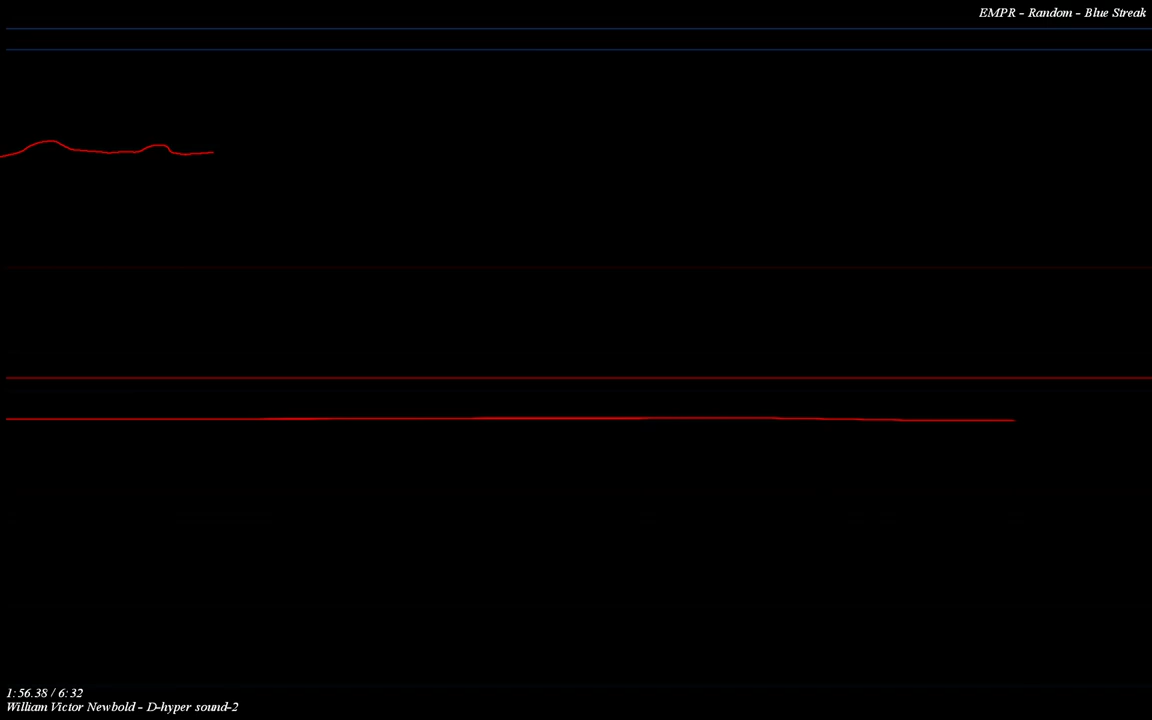 EMPR - Random - Blue Streak
1:56.38 / 6:32
William Victor Newbold - D-hyper sound-2